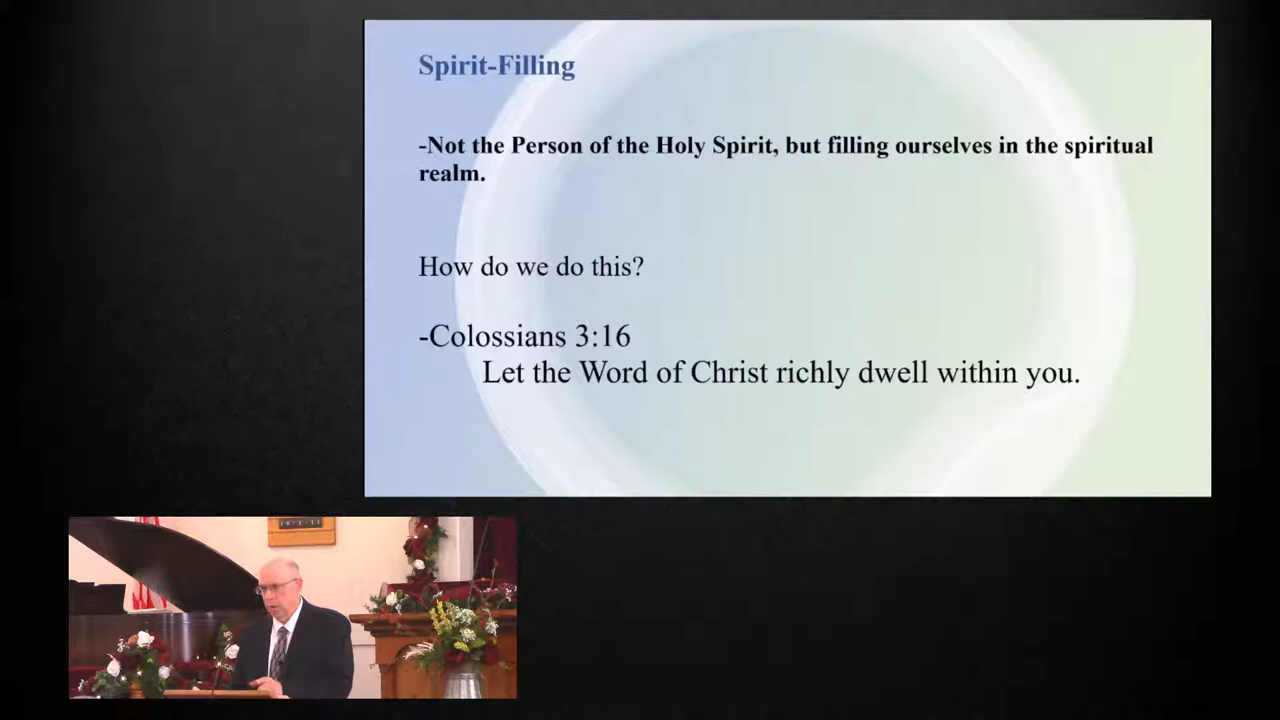 Spirit-Filling
-Not the Person of the Holy Spirit, but filling ourselves in the spiritual
realm.
How do we do this?
-Colossians 3:16
Let the Word of Christ richly dwell within you.